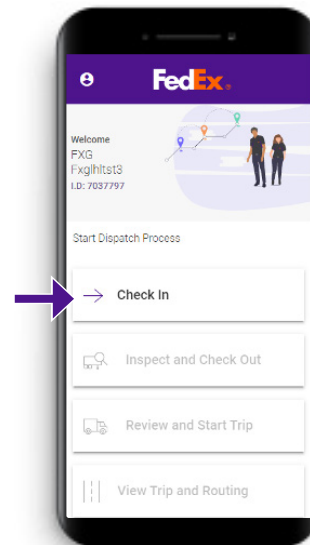 FedEx®
Welcome
FXG
Fxglhltst3
I.D: 7037797
Start Dispatch Process
Check In
Inspect and Check Out
Review and Start Trip
View Trip and Routing